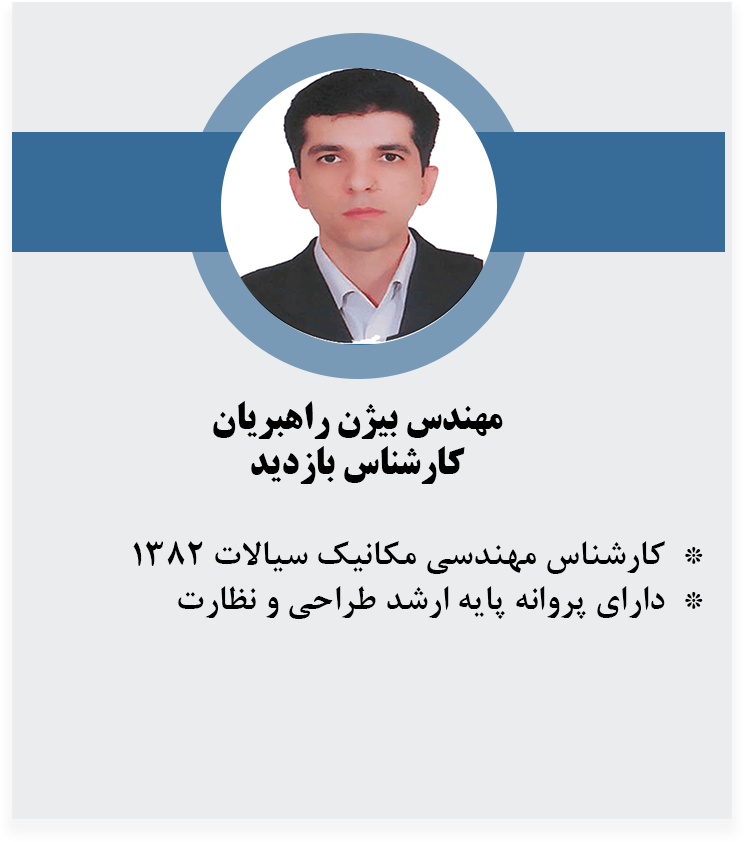 مهندس بیژن راهبریان
کارشناس بازدید
❊ کارشناس مهندسی مکانیک سیالات ۱۳۸۲
❊ دارای پروانه پایه ارشد طراحی و نظارت